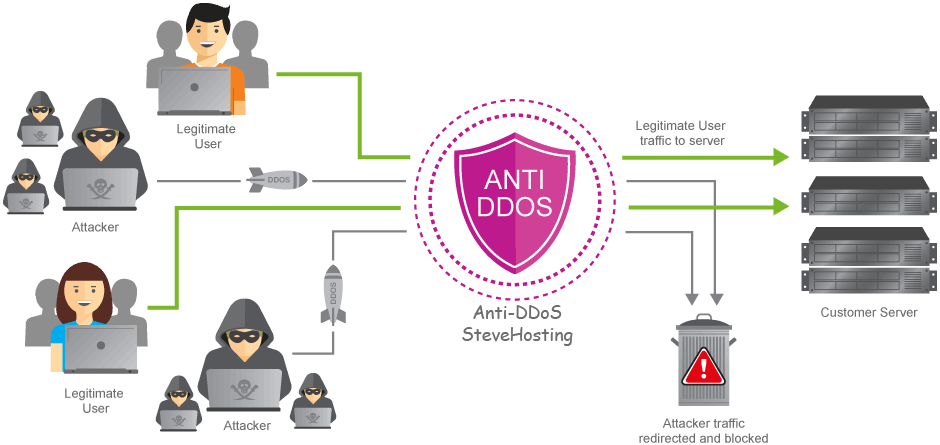 Legitimate
User
Attacker
DDOS
Legitimate
User
DDOS
Attacker
ANTI
DDOS
Anti-DDoS
SteveHosting
Legitimate User
traffic to server
Customer Server
Attacker traffic
redirected and blocked